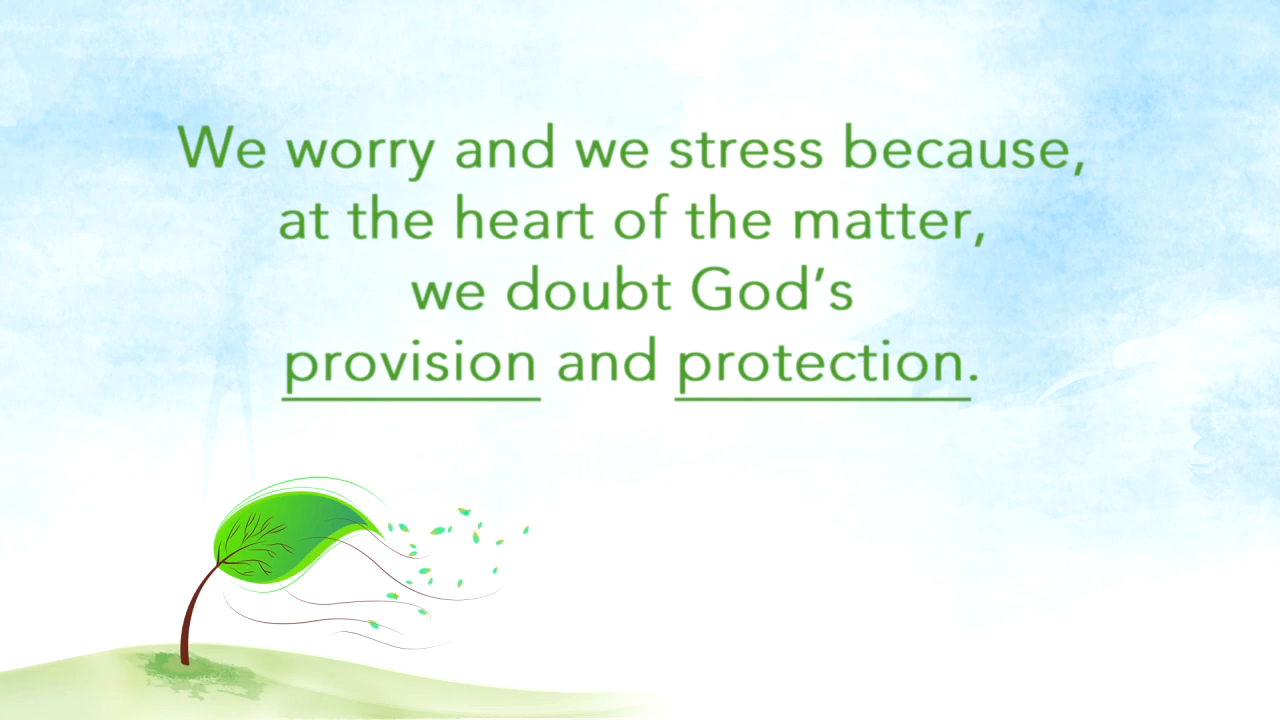 We worry and we stress because,
at the heart of the matter,
we doubt God’s
provision and protection.